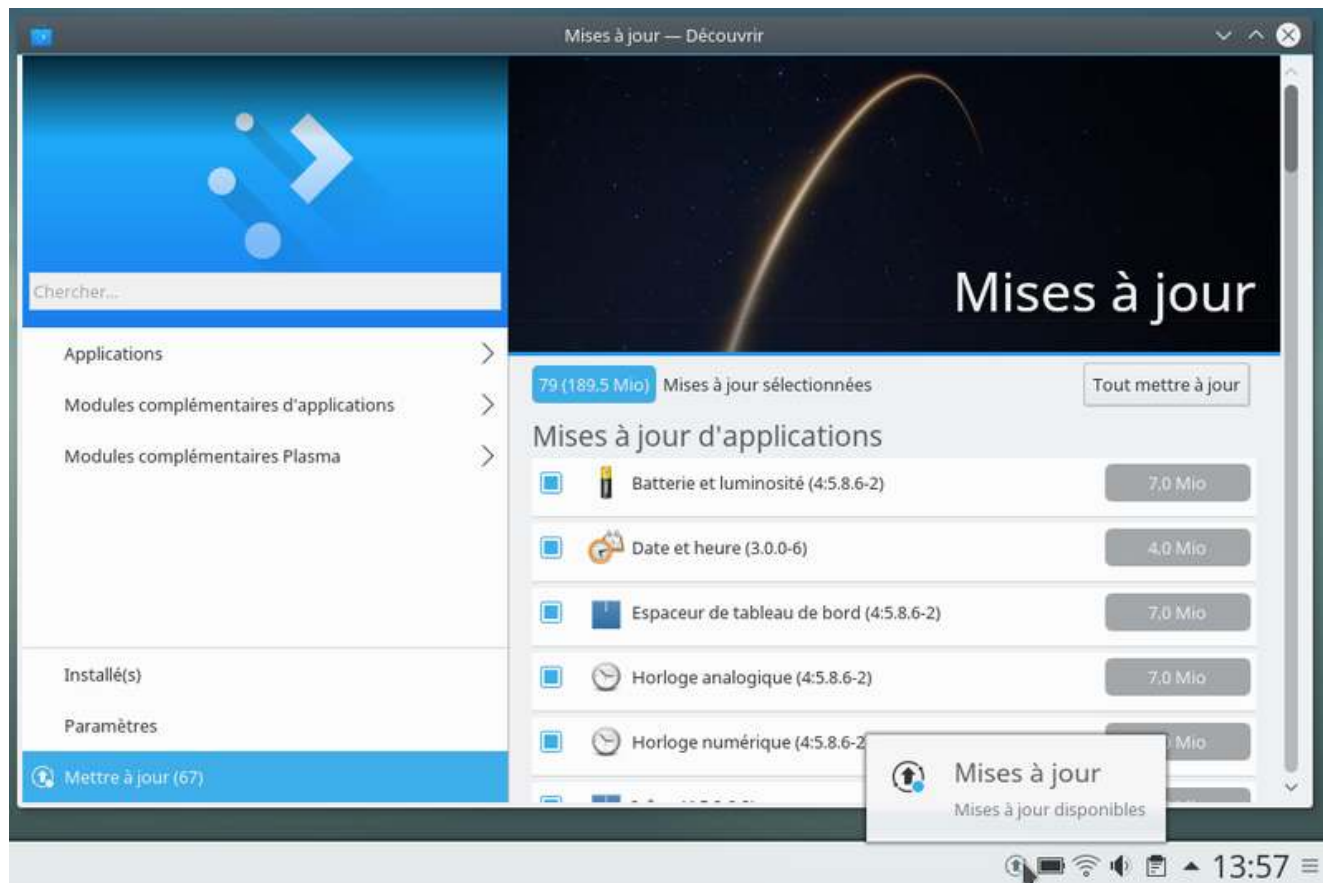 Mises à jour — Découvrir
Chercher...
Mises à jour
Applications
Modules complémentaires d'applications
Modules complémentaires Plasma
79 (189,5 Mio) Mises à jour sélectionnées Tout mettre à jour
Mises à jour d'applications
Batterie et luminosité (4:5.8.6-2) 7,0 Mio
Date et heure (3.0.0-6) 4,0 Mio
Espaceur de tableau de bord (4:5.8.6-2) 7,0 Mio
Horloge analogique (4:5.8.6-2) 7,0 Mio
Horloge numérique (4:5.8.6-2 Mio
Installé(s)
Paramètres
Mettre à jour (67)
Mises à jour
Mises à jour disponibles
13:57